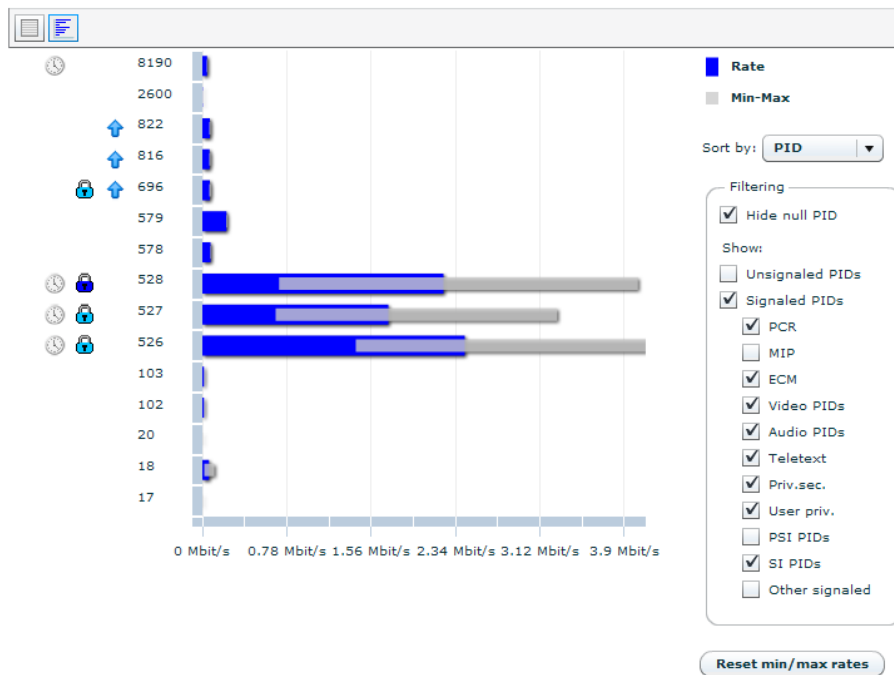 8190
2600
822
816
696
579
578
528
527
526
103
102
20
18
17
0 Mbit/s 0.78 Mbit/s 1.56 Mbit/s 2.34 Mbit/s 3.12 Mbit/s 3.9 Mbit/s
Rate
Min-Max
Sort by: PID
Filtering
Hide null PID
Show:
Unsignaled PIDs
Signaled PIDs
PCR
MIP
ECM
Video PIDs
Audio PIDs
Teletext
Priv.sec.
User priv.
PSI PIDs
SI PIDs
Other signaled
Reset min/max rates